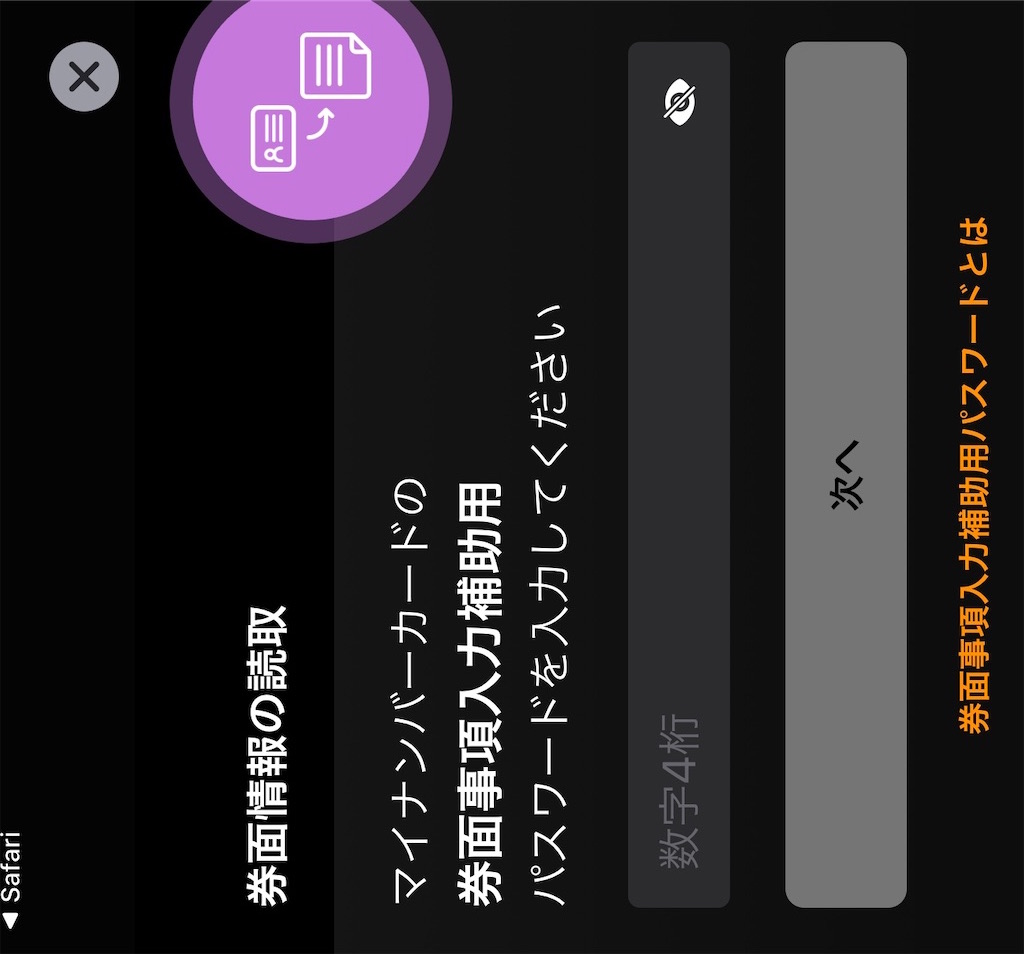 ◀ Safari
券面情報の読取
マイナンバーカードの
券面事項入力補助用
パスワードを入力してください
数字4桁
次へ
券面事項入力補助用パスワードとは